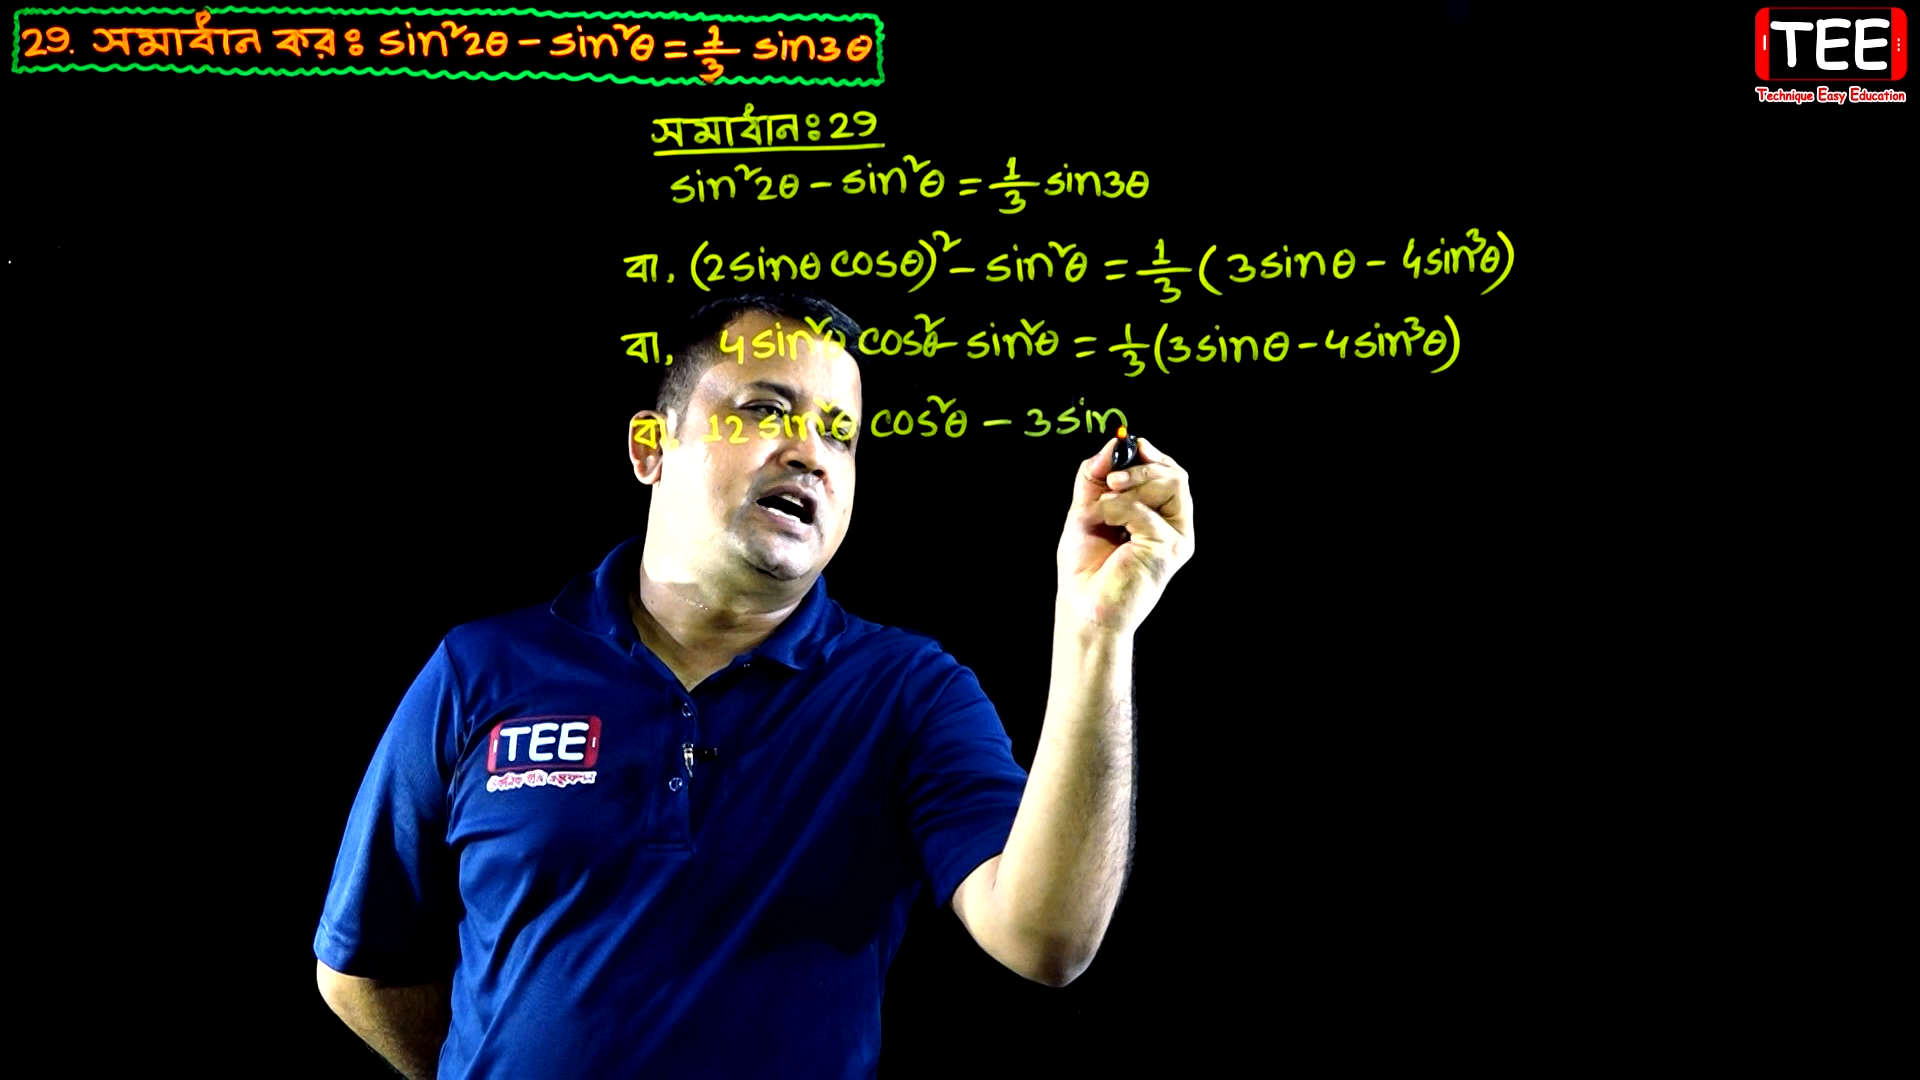 29. সমাধান করঃ sin²2θ - sin²θ = 1/3 sin3θ
TEE
Technique Easy Education
সমাধানঃ 29
sin²2θ - sin²θ = 1/3 sin3θ
বা, (2sinθ cosθ)² - sin²θ = 1/3 (3sinθ - 4sin³θ)
বা, 4sin²θ cos²θ - sin²θ = 1/3 (3sinθ - 4sin³θ)
বা, 12 sin²θ cos²θ - 3sin
TEE